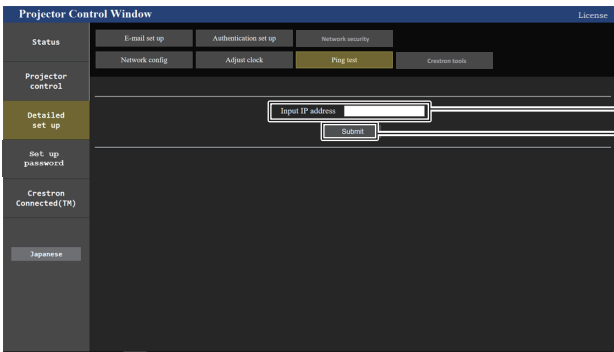 Projector Control Window
License
Status
E-mail set up
Authentication set up
Network security
Network config
Adjust clock
Ping test
Crestron tools
Projector
control
Detailed
set up
Input IP address
Submit
Set up
password
Crestron
Connected(TM)
Japanese